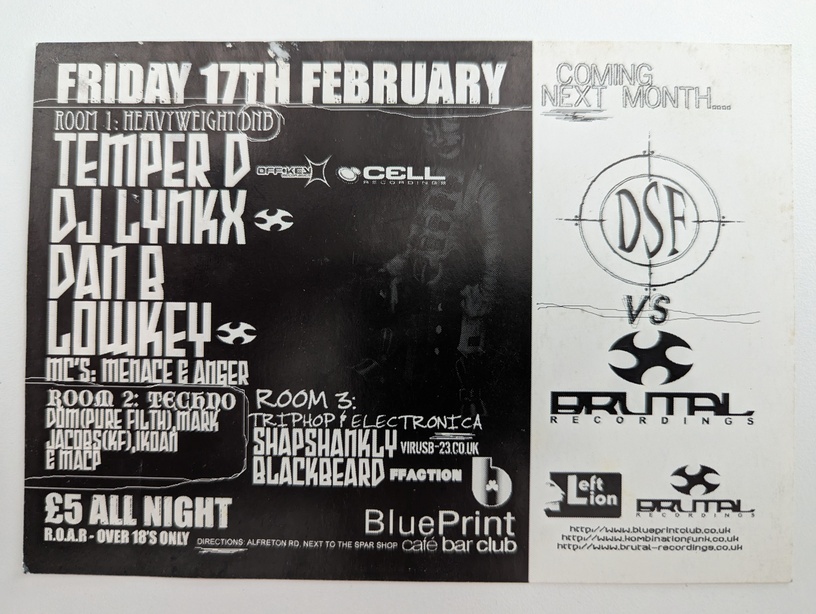 FRIDAY 17TH FEBRUARY
ROOM 1: HEAVYWEIGHT DNB
TEMPER D
OFF*KEY
CELL
RECORDINGS
DJ LYNKX
DAN B
LOWKEY
MC'S: MENACE & ANGER
ROOM 2: TECHNO
DOM(PURE FILTH), MARK
JACOBS(KF), IKOAN
& MACP
ROOM 3:
TRIPHOP & ELECTRONICA
SHAPSHANKLY VIRUSB-23.CO.UK
BLACKBEARD FFACTION
£5 ALL NIGHT
R.O.A.R - OVER 18'S ONLY
DIRECTIONS: ALFRETON RD, NEXT TO THE SPAR SHOP
b
BluePrint
café bar club
COMING
NEXT MONTH....
DSF
VS
BRUTAL
RECORDINGS
Left
Lion
BRUTAL
RECORDINGS
http://www.blueprintclub.co.uk
http://www.kombinationfunk.co.uk
http://www.brutal-recordings.co.uk